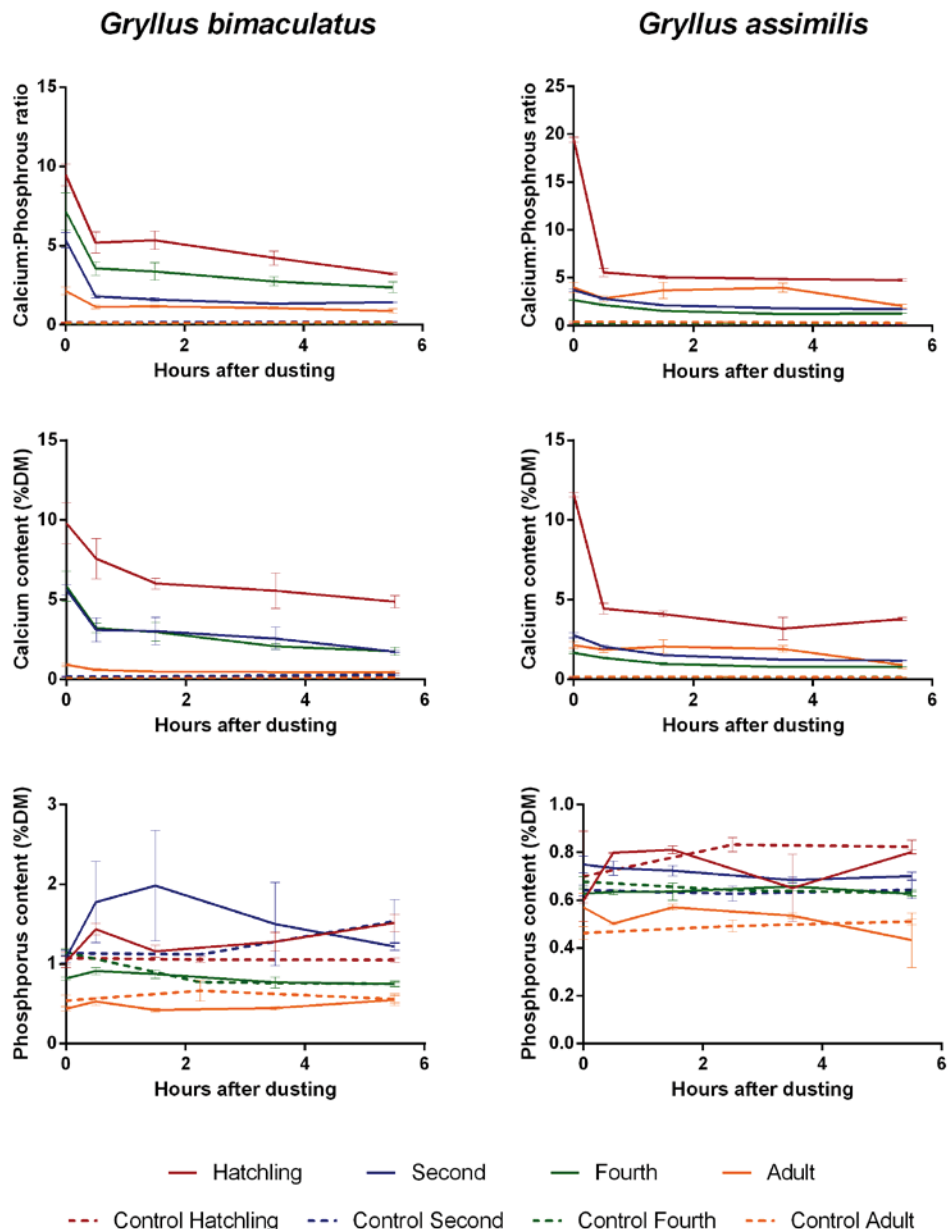 Gryllus bimaculatus
Gryllus assimilis
Calcium:Phosphrous ratio
15
10
5
0
0 2 4 6
Hours after dusting
Calcium:Phosphrous ratio
25
20
15
10
5
0
0 2 4 6
Hours after dusting
Calcium content (%DM)
15
10
5
0
0 2 4 6
Hours after dusting
Calcium content (%DM)
15
10
5
0
0 2 4 6
Hours after dusting
Phosphporus content (%DM)
3
2
1
0
0 2 4 6
Hours after dusting
Phosphporus content (%DM)
1.0
0.8
0.6
0.4
0.2
0.0
0 2 4 6
Hours after dusting
Hatchling Second Fourth Adult
Control Hatchling Control Second Control Fourth Control Adult